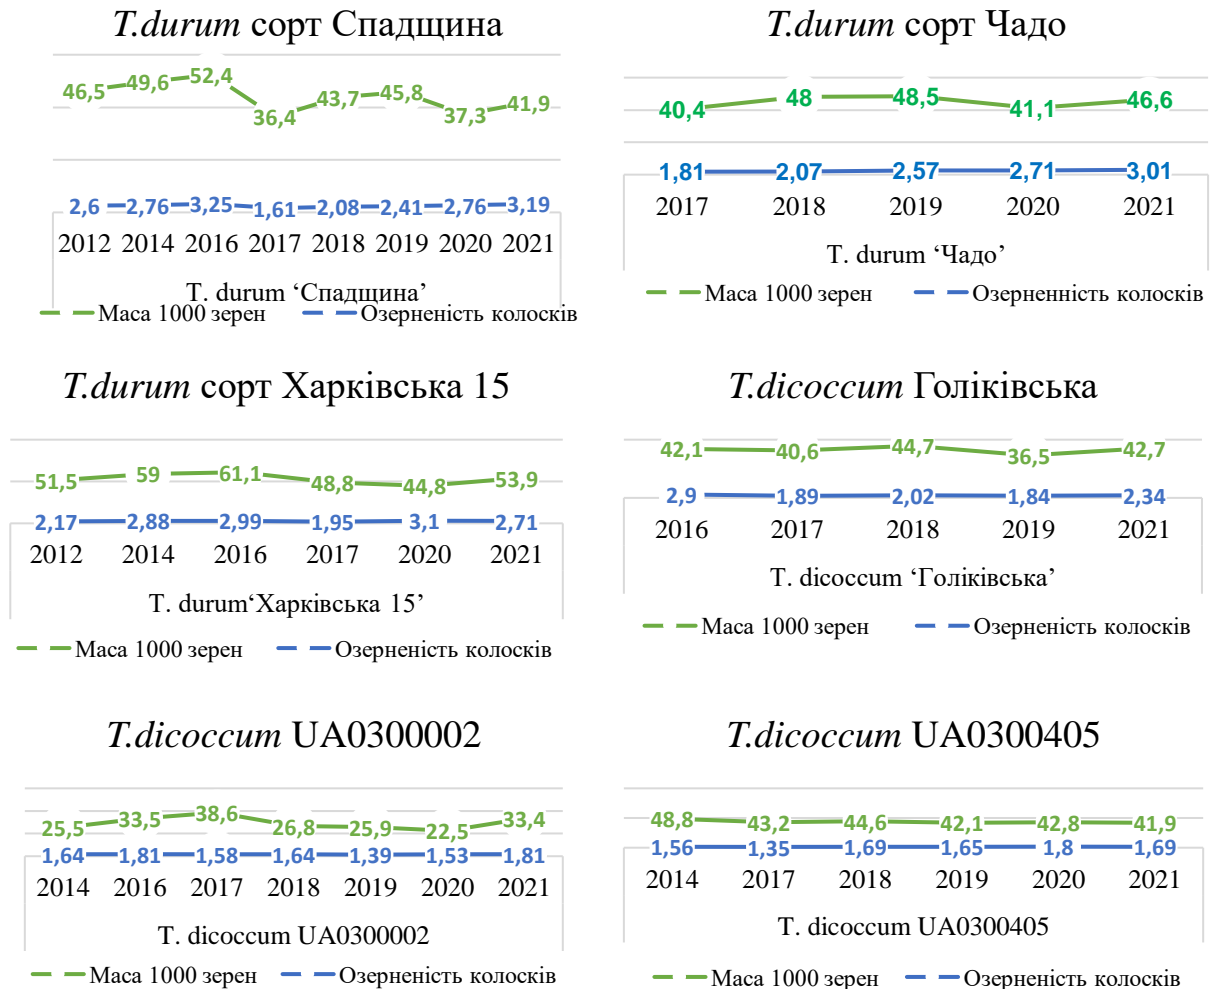 T.durum сорт Спадщина
46,5 49,6 52,4 36,4 43,7 45,8 37,3 41,9
2,6 2,76 3,25 1,61 2,08 2,41 2,76 3,19
2012 2014 2016 2017 2018 2019 2020 2021
T. durum ‘Спадщина’
Маса 1000 зерен Озерненість колосків
T.durum сорт Чадо
40,4 48 48,5 41,1 46,6
1,81 2,07 2,57 2,71 3,01
2017 2018 2019 2020 2021
T. durum ‘Чадо’
Маса 1000 зерен Озерненність колосків
T.durum сорт Харківська 15
51,5 59 61,1 48,8 44,8 53,9
2,17 2,88 2,99 1,95 3,1 2,71
2012 2014 2016 2017 2020 2021
T. durum‘Харківська 15’
Маса 1000 зерен Озерненість колосків
T.dicoccum Голіківська
42,1 40,6 44,7 36,5 42,7
2,9 1,89 2,02 1,84 2,34
2016 2017 2018 2019 2021
T. dicoccum ‘Голіківська’
Маса 1000 зерен Озерненість колосків
T.dicoccum UA0300002
25,5 33,5 38,6 26,8 25,9 22,5 33,4
1,64 1,81 1,58 1,64 1,39 1,53 1,81
2014 2016 2017 2018 2019 2020 2021
T. dicoccum UA0300002
Маса 1000 зерен Озерненість колосків
T.dicoccum UA0300405
48,8 43,2 44,6 42,1 42,8 41,9
1,56 1,35 1,69 1,65 1,8 1,69
2014 2017 2018 2019 2020 2021
T. dicoccum UA0300405
Маса 1000 зерен Озерненість колосків